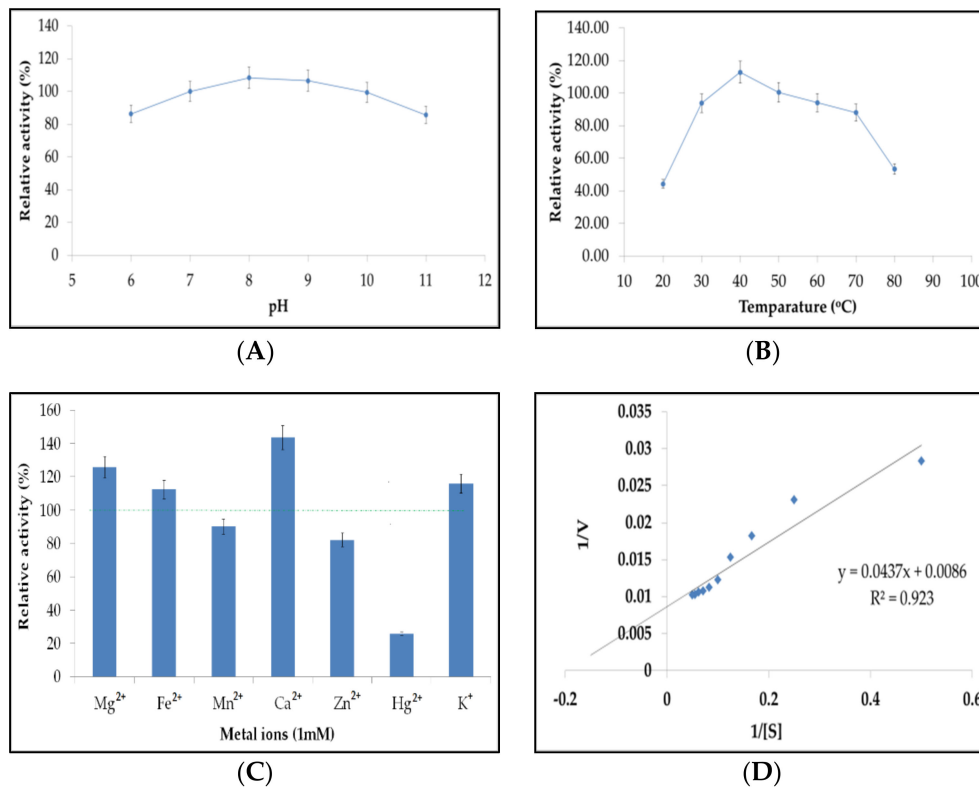 Relative activity (%)
140
120
100
80
60
40
20
0
5 6 7 8 9 10 11 12
pH
(A)
Relative activity (%)
140.00
120.00
100.00
80.00
60.00
40.00
20.00
0.00
10 20 30 40 50 60 70 80 90 100
Temparature (ºC)
(B)
Relative activity (%)
160
140
120
100
80
60
40
20
0
Mg²⁺ Fe²⁺ Mn²⁺ Ca²⁺ Zn²⁺ Hg²⁺ K⁺
Metal ions (1mM)
(C)
1/V
0.035
0.03
0.025
0.02
0.015
0.01
0.005
0
y = 0.0437x + 0.0086
R² = 0.923
-0.2 0 0.2 0.4 0.6
1/[S]
(D)